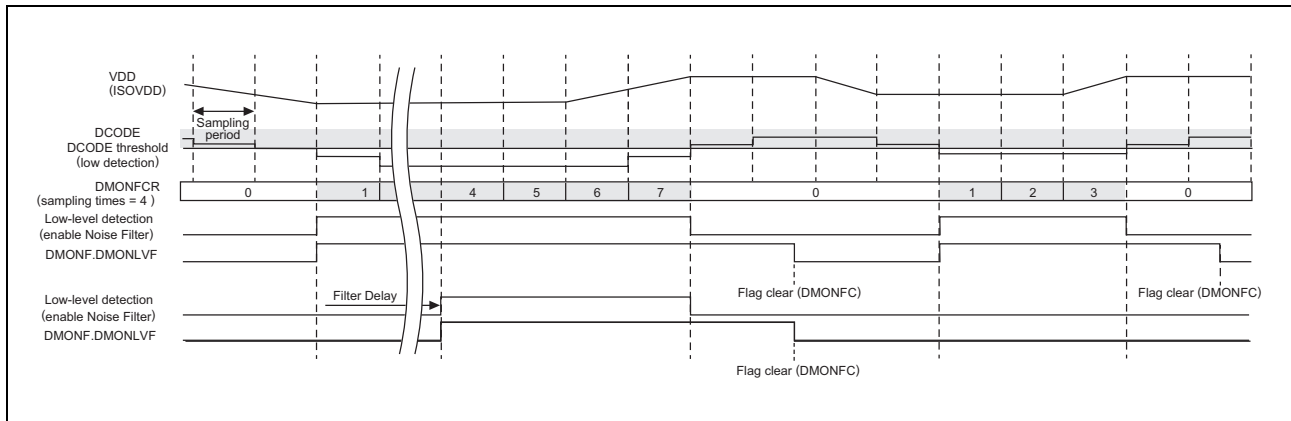 VDD
(ISOVDD)
Sampling
period
DCODE
DCODE threshold
(low detection)
DMONFCR
(sampling times = 4 )
0 1 4 5 6 7 0 1 2 3 0
Low-level detection
(enable Noise Filter)
DMONF.DMONLVF
Flag clear (DMONFC) Flag clear (DMONFC)
Filter Delay
Low-level detection
(enable Noise Filter)
DMONF.DMONLVF
Flag clear (DMONFC)